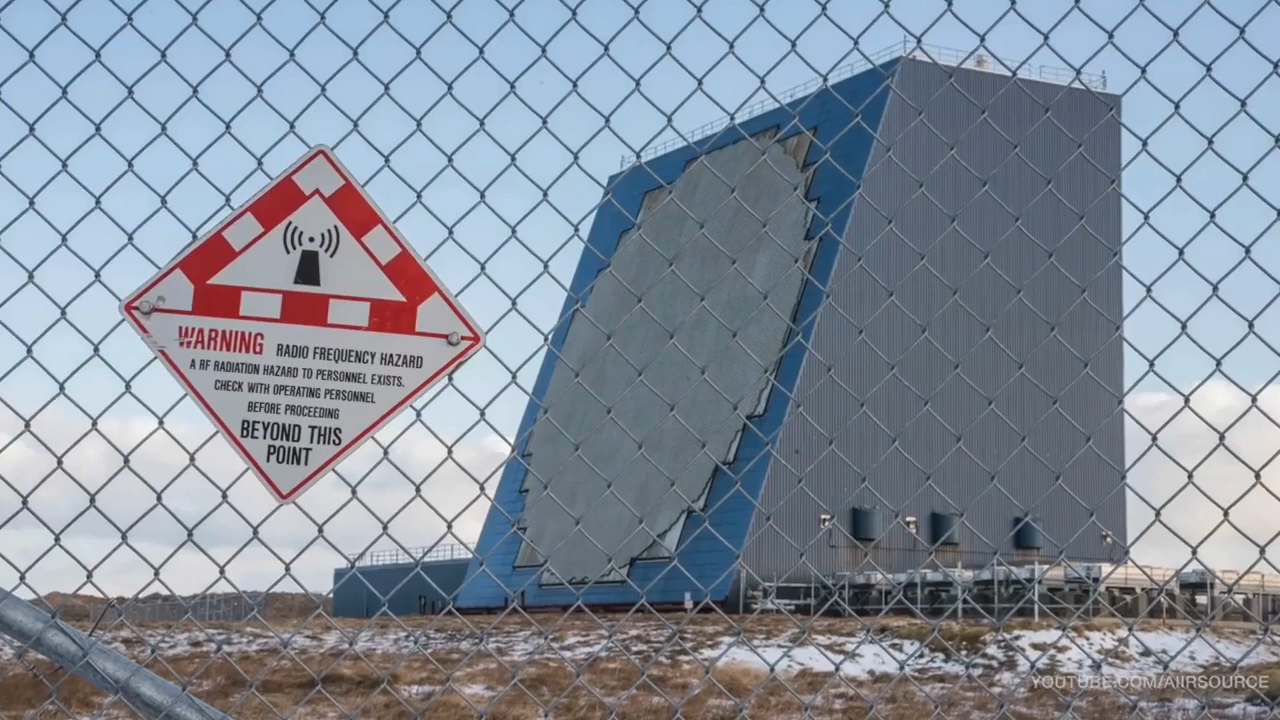 WARNING RADIO FREQUENCY HAZARD
A RF RADIATION HAZARD TO PERSONNEL EXISTS.
CHECK WITH OPERATING PERSONNEL
BEFORE PROCEEDING
BEYOND THIS
POINT
YOUTUBE.COM/AIIRSOURCE